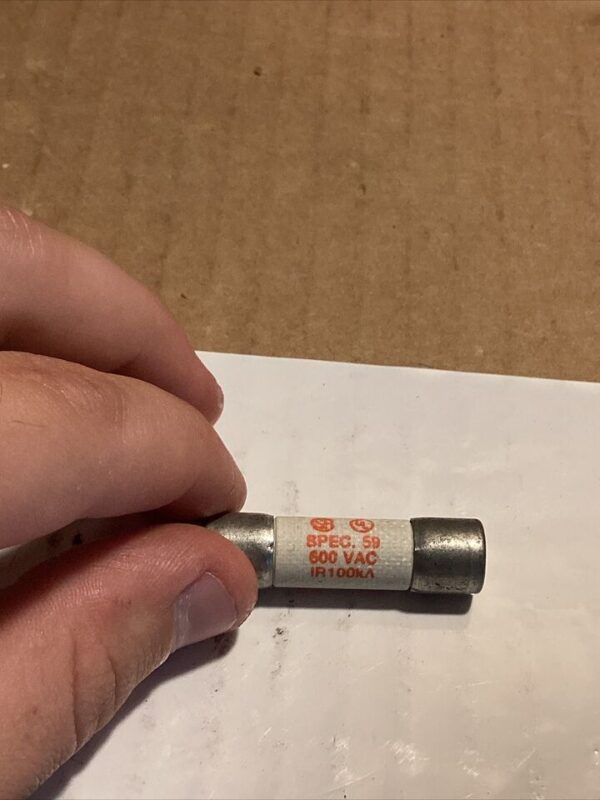 SPEC. 59
600 VAC
IR100kA